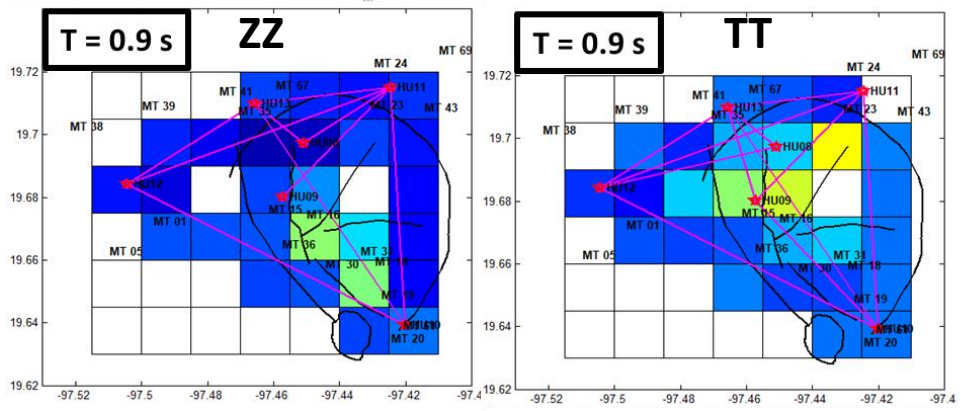 T = 0.9 s
ZZ
MT 69
MT 24
19.72
MT 41
MT 67
HU11
HU13
MT 39
MT 35
MT 23
MT 43
MT 38
19.7
HU12
19.68
HU09
MT 15
MT 16
MT 01
MT 36
MT 31
MT 05
19.66
MT 30
MT 18
MT 19
19.64
MT 20
19.62
-97.52
-97.5
-97.48
-97.46
-97.44
-97.42
-97.4
T = 0.9 s
TT
MT 69
MT 24
19.72
MT 41
MT 67
HU11
HU13
MT 39
MT 35
MT 23
MT 43
MT 38
19.7
HU08
HU12
19.68
HU09
MT 15
MT 16
MT 01
MT 36
MT 31
MT 05
19.66
MT 30
MT 18
MT 19
19.64
MT 20
19.62
-97.52
-97.5
-97.48
-97.46
-97.44
-97.42
-97.4